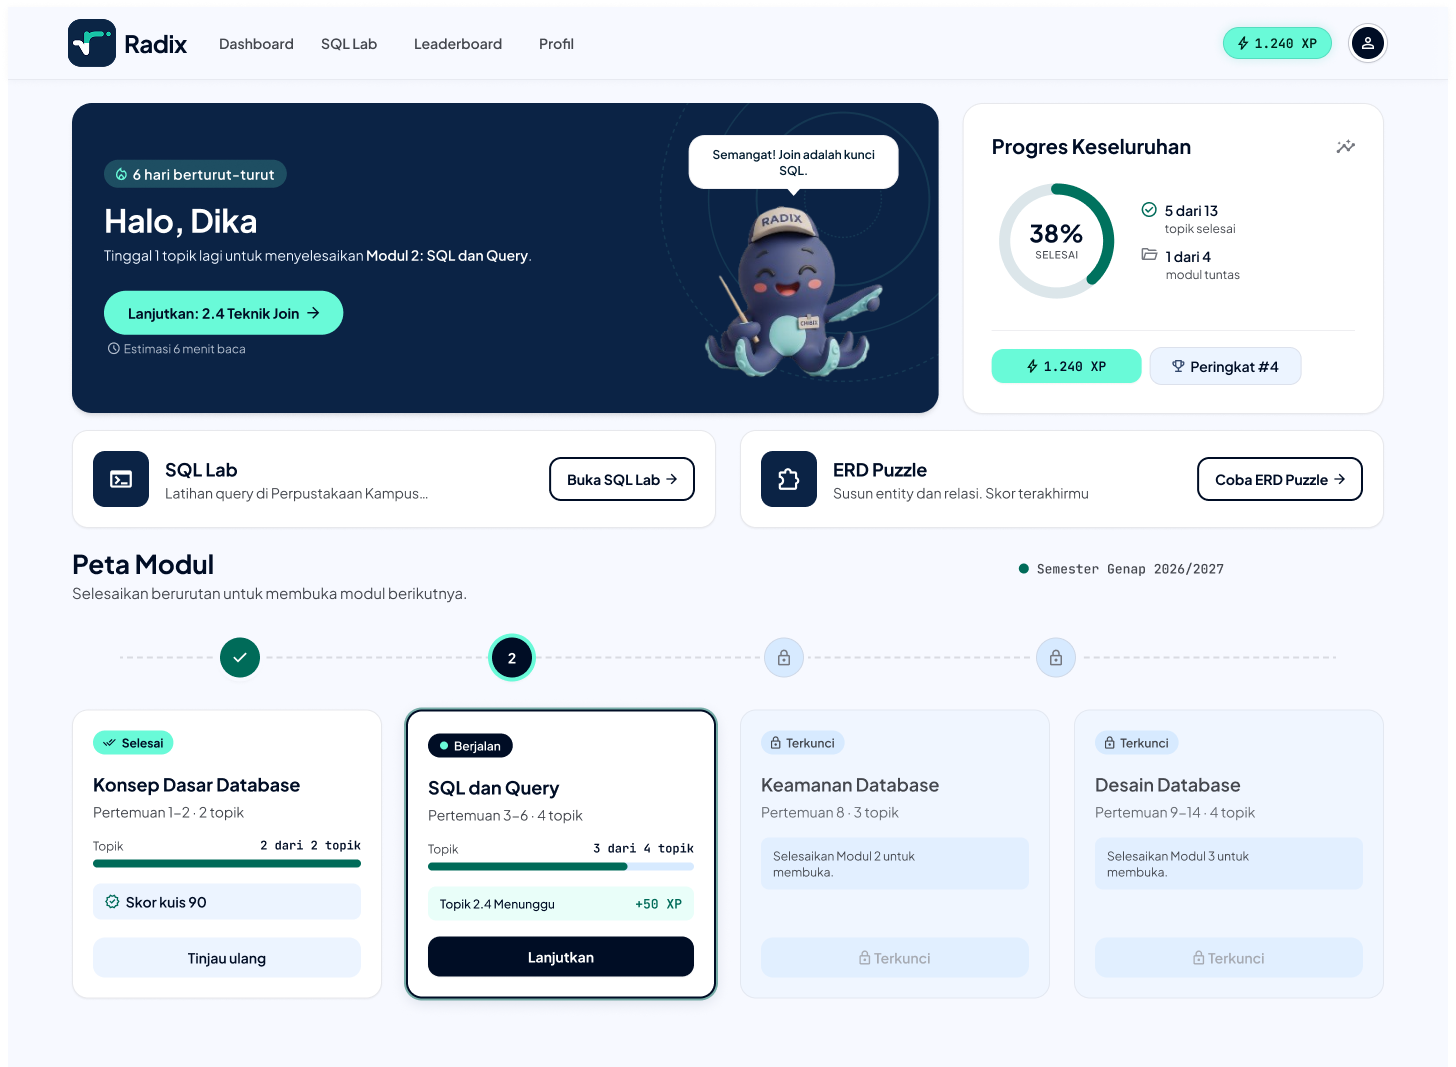 Radix
Dashboard
SQL Lab
Leaderboard
Profil
1.240 XP
6 hari berturut-turut
Halo, Dika
Tinggal 1 topik lagi untuk menyelesaikan Modul 2: SQL dan Query.
Lanjutkan: 2.4 Teknik Join →
Estimasi 6 menit baca
Semangat! Join adalah kunci
SQL.
RADIX
CHIBII
Progres Keseluruhan
38%
SELESAI
5 dari 13
topik selesai
1 dari 4
modul tuntas
1.240 XP
Peringkat #4
SQL Lab
Latihan query di Perpustakaan Kampus...
Buka SQL Lab →
ERD Puzzle
Susun entity dan relasi. Skor terakhirmu
Coba ERD Puzzle →
Peta Modul
Selesaikan berurutan untuk membuka modul berikutnya.
Semester Genap 2026/2027
2
Selesai
Konsep Dasar Database
Pertemuan 1–2 · 2 topik
Topik
2 dari 2 topik
Skor kuis 90
Tinjau ulang
Berjalan
SQL dan Query
Pertemuan 3–6 · 4 topik
Topik
3 dari 4 topik
Topik 2.4 Menunggu
+50 XP
Lanjutkan
Terkunci
Keamanan Database
Pertemuan 8 · 3 topik
Selesaikan Modul 2 untuk
membuka.
Terkunci
Terkunci
Desain Database
Pertemuan 9–14 · 4 topik
Selesaikan Modul 3 untuk
membuka.
Terkunci